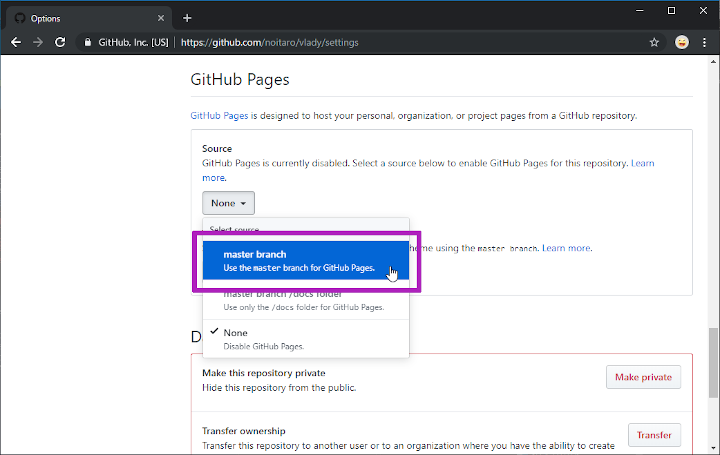 Options
GitHub, Inc. [US]
https://github.com/noitaro/vlady/settings
GitHub Pages
GitHub Pages is designed to host your personal, organization, or project pages from a GitHub repository.
Source
GitHub Pages is currently disabled. Select a source below to enable GitHub Pages for this repository. Learn
more.
None
Select source
master branch
Use the master branch for GitHub Pages.
using the master branch. Learn more.
master branch /docs folder
Use only the /docs folder for GitHub Pages.
None
Disable GitHub Pages.
D
Make this repository private
Hide this repository from the public.
Make private
Transfer ownership
Transfer this repository to another user or to an organization where you have the ability to create
Transfer